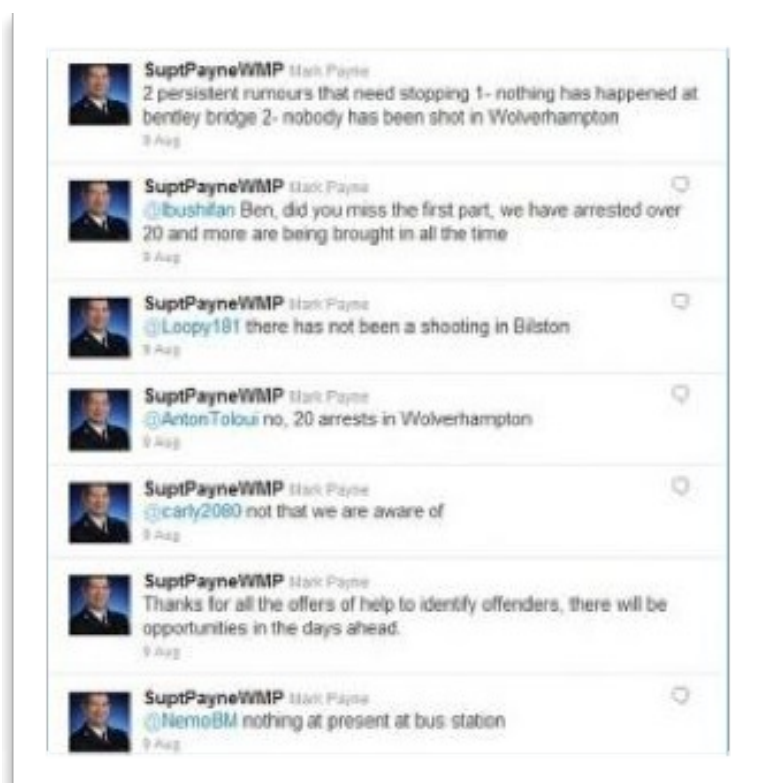 SuptPayneWMP Mark Payne
2 persistent rumours that need stopping 1- nothing has happened at
bentley bridge 2- nobody has been shot in Wolverhampton
9 Aug
SuptPayneWMP Mark Payne
@Ibushifan Ben, did you miss the first part, we have arrested over
20 and more are being brought in all the time
9 Aug
SuptPayneWMP Mark Payne
@Loopy181 there has not been a shooting in Bilston
9 Aug
SuptPayneWMP Mark Payne
@AntonToloui no, 20 arrests in Wolverhampton
9 Aug
SuptPayneWMP Mark Payne
@carly2080 not that we are aware of
9 Aug
SuptPayneWMP Mark Payne
Thanks for all the offers of help to identify offenders, there will be
opportunities in the days ahead.
9 Aug
SuptPayneWMP Mark Payne
@NemoBM nothing at present at bus station
9 Aug